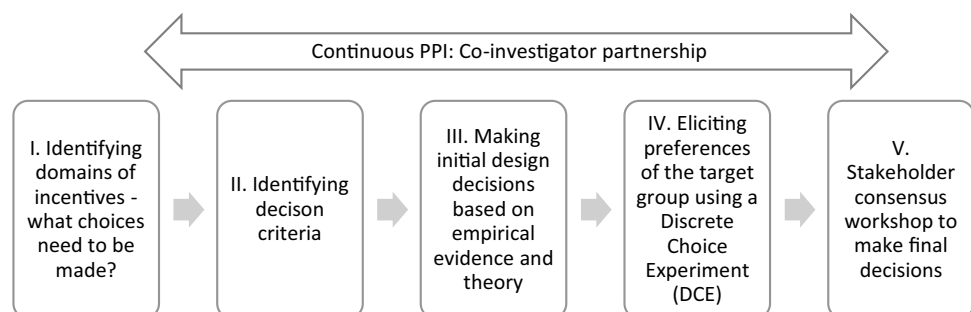 Continuous PPI: Co-investigator partnership
I. Identifying
domains of
incentives -
what choices
need to be
made?
II. Identifying
decison
criteria
III. Making
initial design
decisions
based on
empirical
evidence and
theory
IV. Eliciting
preferences
of the target
group using a
Discrete
Choice
Experiment
(DCE)
V.
Stakeholder
consensus
workshop to
make final
decisions